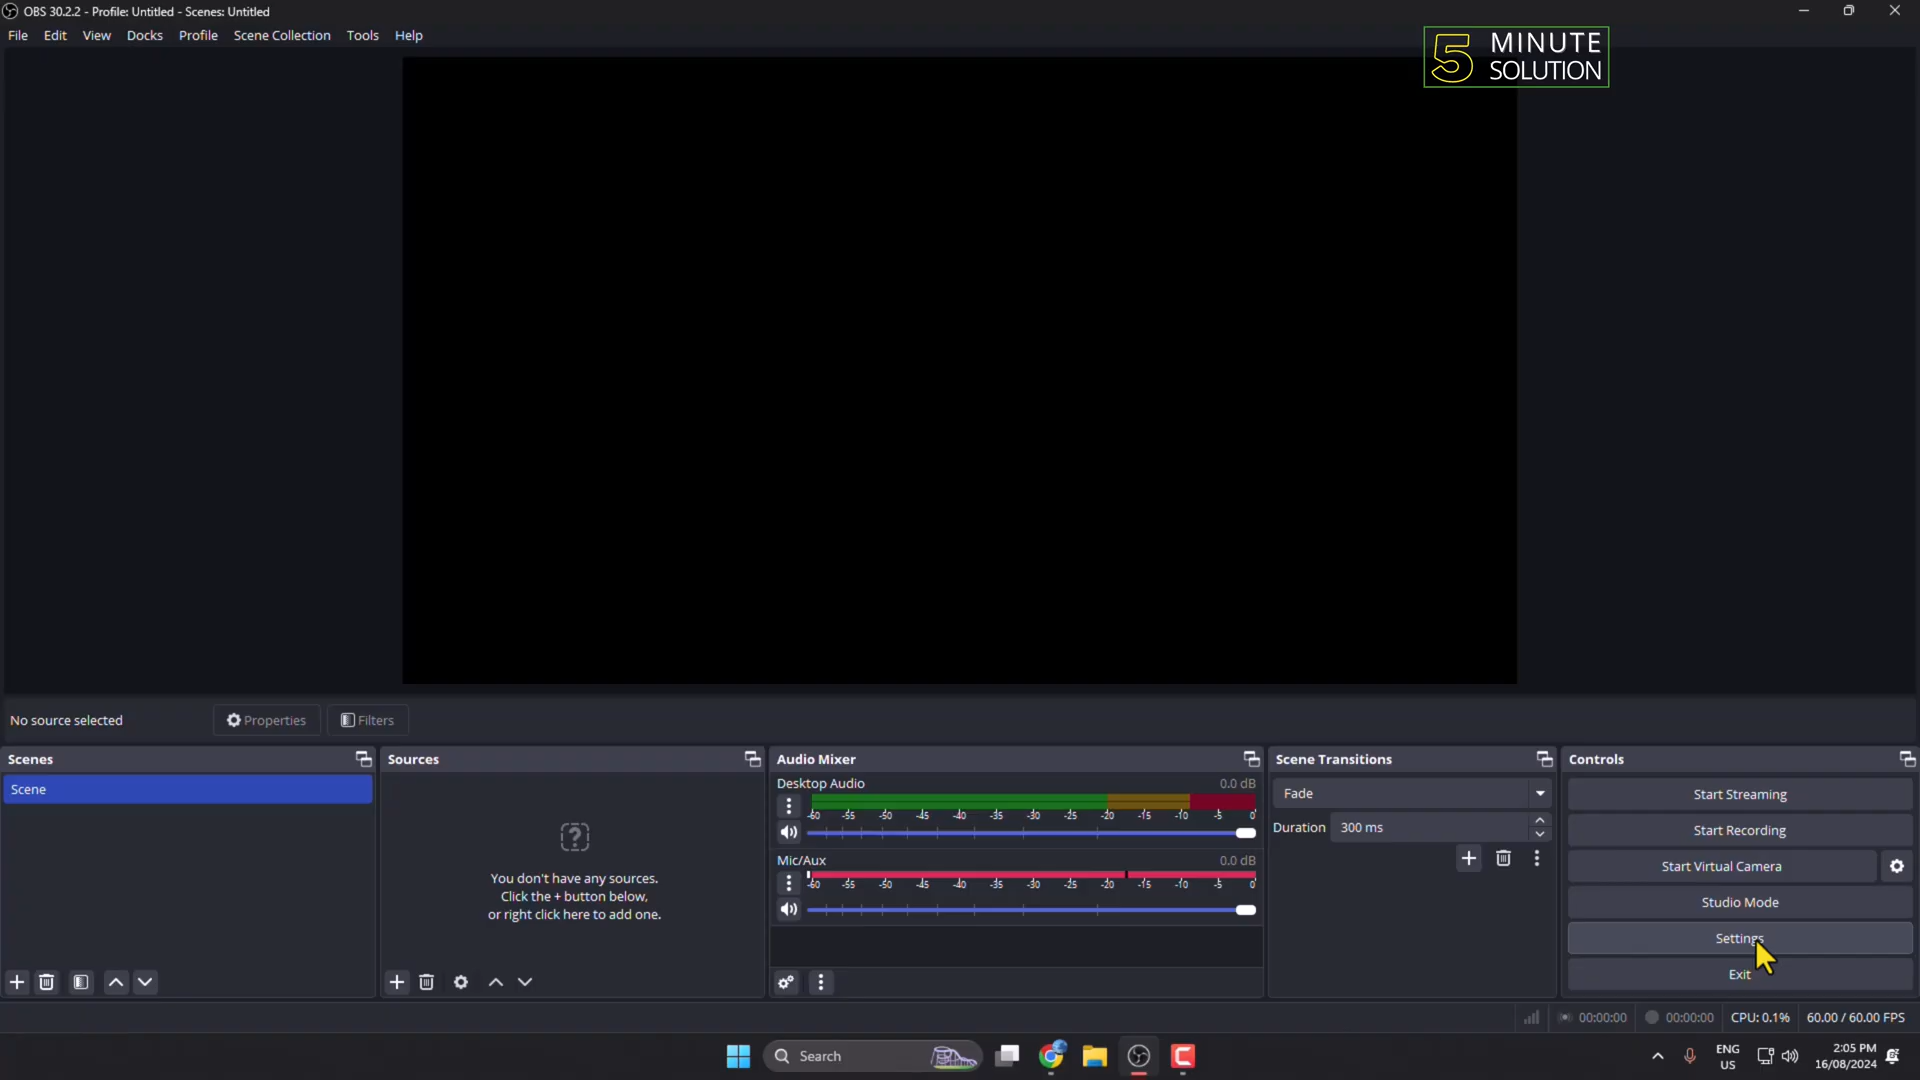 OBS 30.2.2 - Profile: Untitled - Scenes: Untitled
File Edit View Docks Profile Scene Collection Tools Help
5 MINUTE
SOLUTION
No source selected
Properties
Filters
Scenes
Scene
Sources
You don't have any sources.
Click the + button below,
or right click here to add one.
Audio Mixer
Desktop Audio 0.0 dB
-60 -55 -50 -45 -40 -35 -30 -25 -20 -15 -10 -5 0
Mic/Aux 0.0 dB
-60 -55 -50 -45 -40 -35 -30 -25 -20 -15 -10 -5 0
Scene Transitions
Fade
Duration 300 ms
Controls
Start Streaming
Start Recording
Start Virtual Camera
Studio Mode
Settings
Exit
00:00:00 00:00:00 CPU: 0.1% 60.00 / 60.00 FPS
Search
ENG
US
2:05 PM
16/08/2024